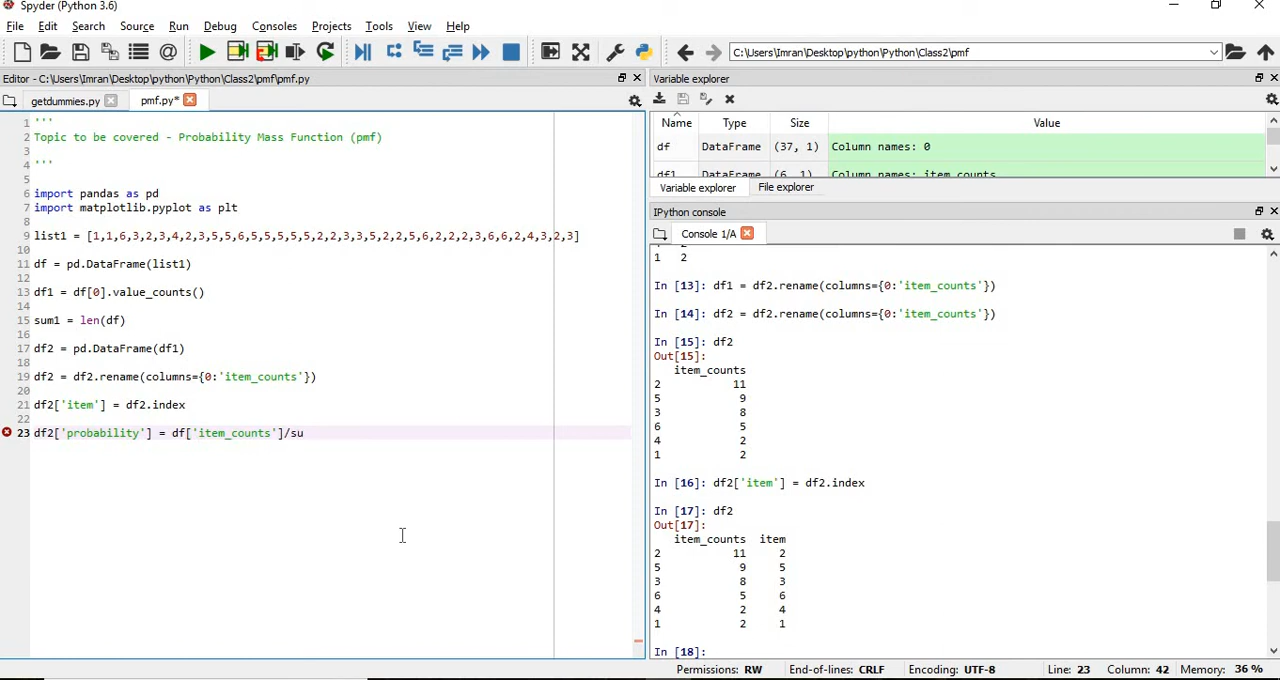 Spyder (Python 3.6)
File Edit Search Source Run Debug Consoles Projects Tools View Help
C:\Users\Imran\Desktop\python\Python\Class2\pmf
Editor - C:\Users\Imran\Desktop\python\Python\Class2\pmf\pmf.py
getdummies.py pmf.py*
1 '''
2 Topic to be covered - Probability Mass Function (pmf)
3
4 '''
5
6 import pandas as pd
7 import matplotlib.pyplot as plt
8
9 list1 = [1,1,6,3,2,3,4,2,3,5,5,6,5,5,5,5,5,2,2,3,3,5,2,2,5,6,2,2,2,3,6,6,2,4,3,2,3]
10
11 df = pd.DataFrame(list1)
12
13 df1 = df[0].value_counts()
14
15 sum1 = len(df)
16
17 df2 = pd.DataFrame(df1)
18
19 df2 = df2.rename(columns={0:'item_counts'})
20
21 df2['item'] = df2.index
22
23 df2['probability'] = df['item_counts']/su
Variable explorer
Name Type Size Value
df DataFrame (37, 1) Column names: 0
df1 DataFrame (6, 1) Column names: item_counts
Variable explorer File explorer
IPython console
Console 1/A
1 2
In [13]: df1 = df2.rename(columns={0:'item_counts'})
In [14]: df2 = df2.rename(columns={0:'item_counts'})
In [15]: df2
Out[15]:
item_counts
2 11
5 9
3 8
6 5
4 2
1 2
In [16]: df2['item'] = df2.index
In [17]: df2
Out[17]:
item_counts item
2 11 2
5 9 5
3 8 3
6 5 6
4 2 4
1 2 1
In [18]:
Permissions: RW End-of-lines: CRLF Encoding: UTF-8 Line: 23 Column: 42 Memory: 36 %